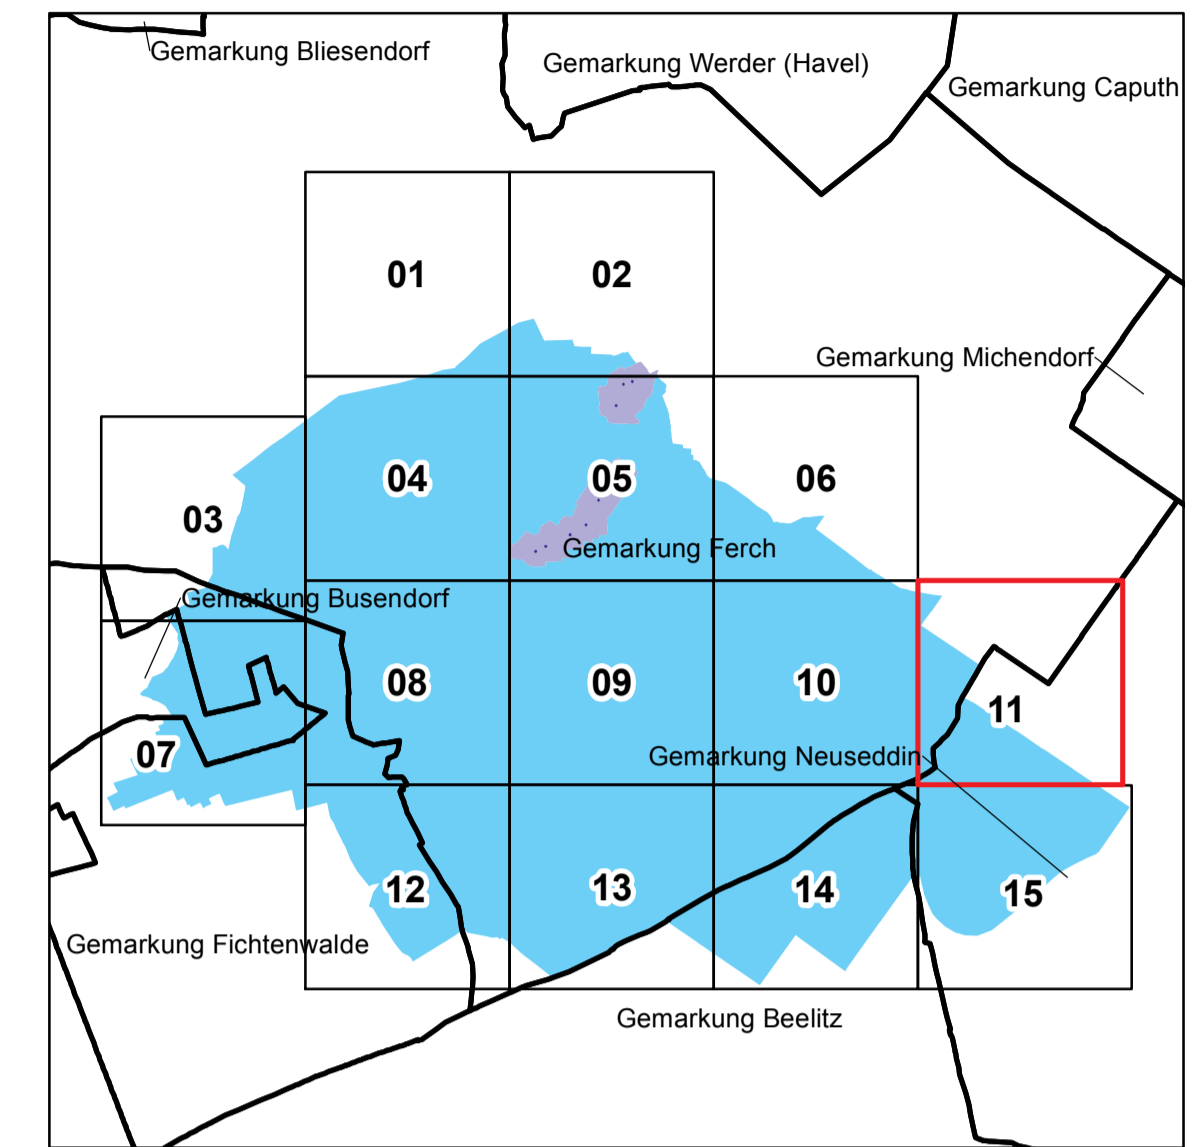 Gemarkung Bliesendorf
Gemarkung Werder (Havel)
Gemarkung Caputh
01
02
Gemarkung Michendorf
04
05
06
03
Gemarkung Ferch
Gemarkung Busendorf
08
09
10
11
07
Gemarkung Neuseddin
12
13
14
15
Gemarkung Fichtenwalde
Gemarkung Beelitz